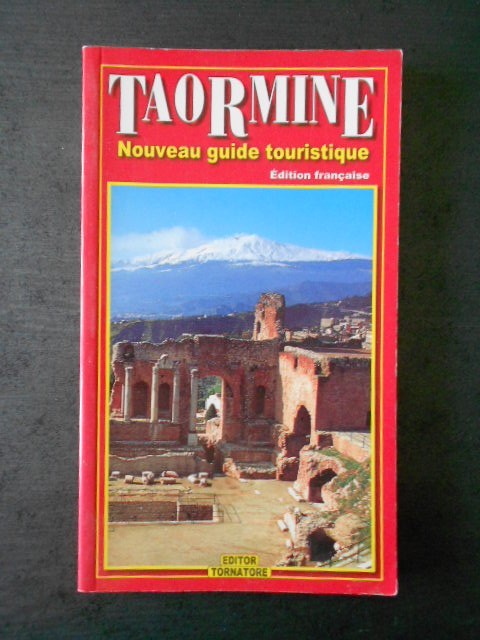 TAORMINE
Nouveau guide touristique
Édition française
EDITOR
TORNATORE